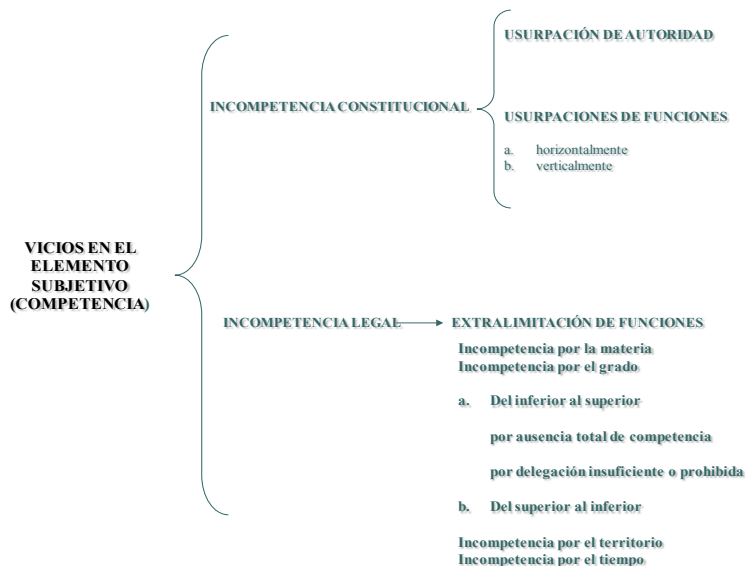 VICIOS EN EL
ELEMENTO
SUBJETIVO
(COMPETENCIA)
INCOMPETENCIA CONSTITUCIONAL
USURPACIÓN DE AUTORIDAD
USURPACIONES DE FUNCIONES
a. horizontalmente
b. verticalmente
INCOMPETENCIA LEGAL
EXTRALIMITACIÓN DE FUNCIONES
Incompetencia por la materia
Incompetencia por el grado
a. Del inferior al superior
por ausencia total de competencia
por delegación insuficiente o prohibida
b. Del superior al inferior
Incompetencia por el territorio
Incompetencia por el tiempo